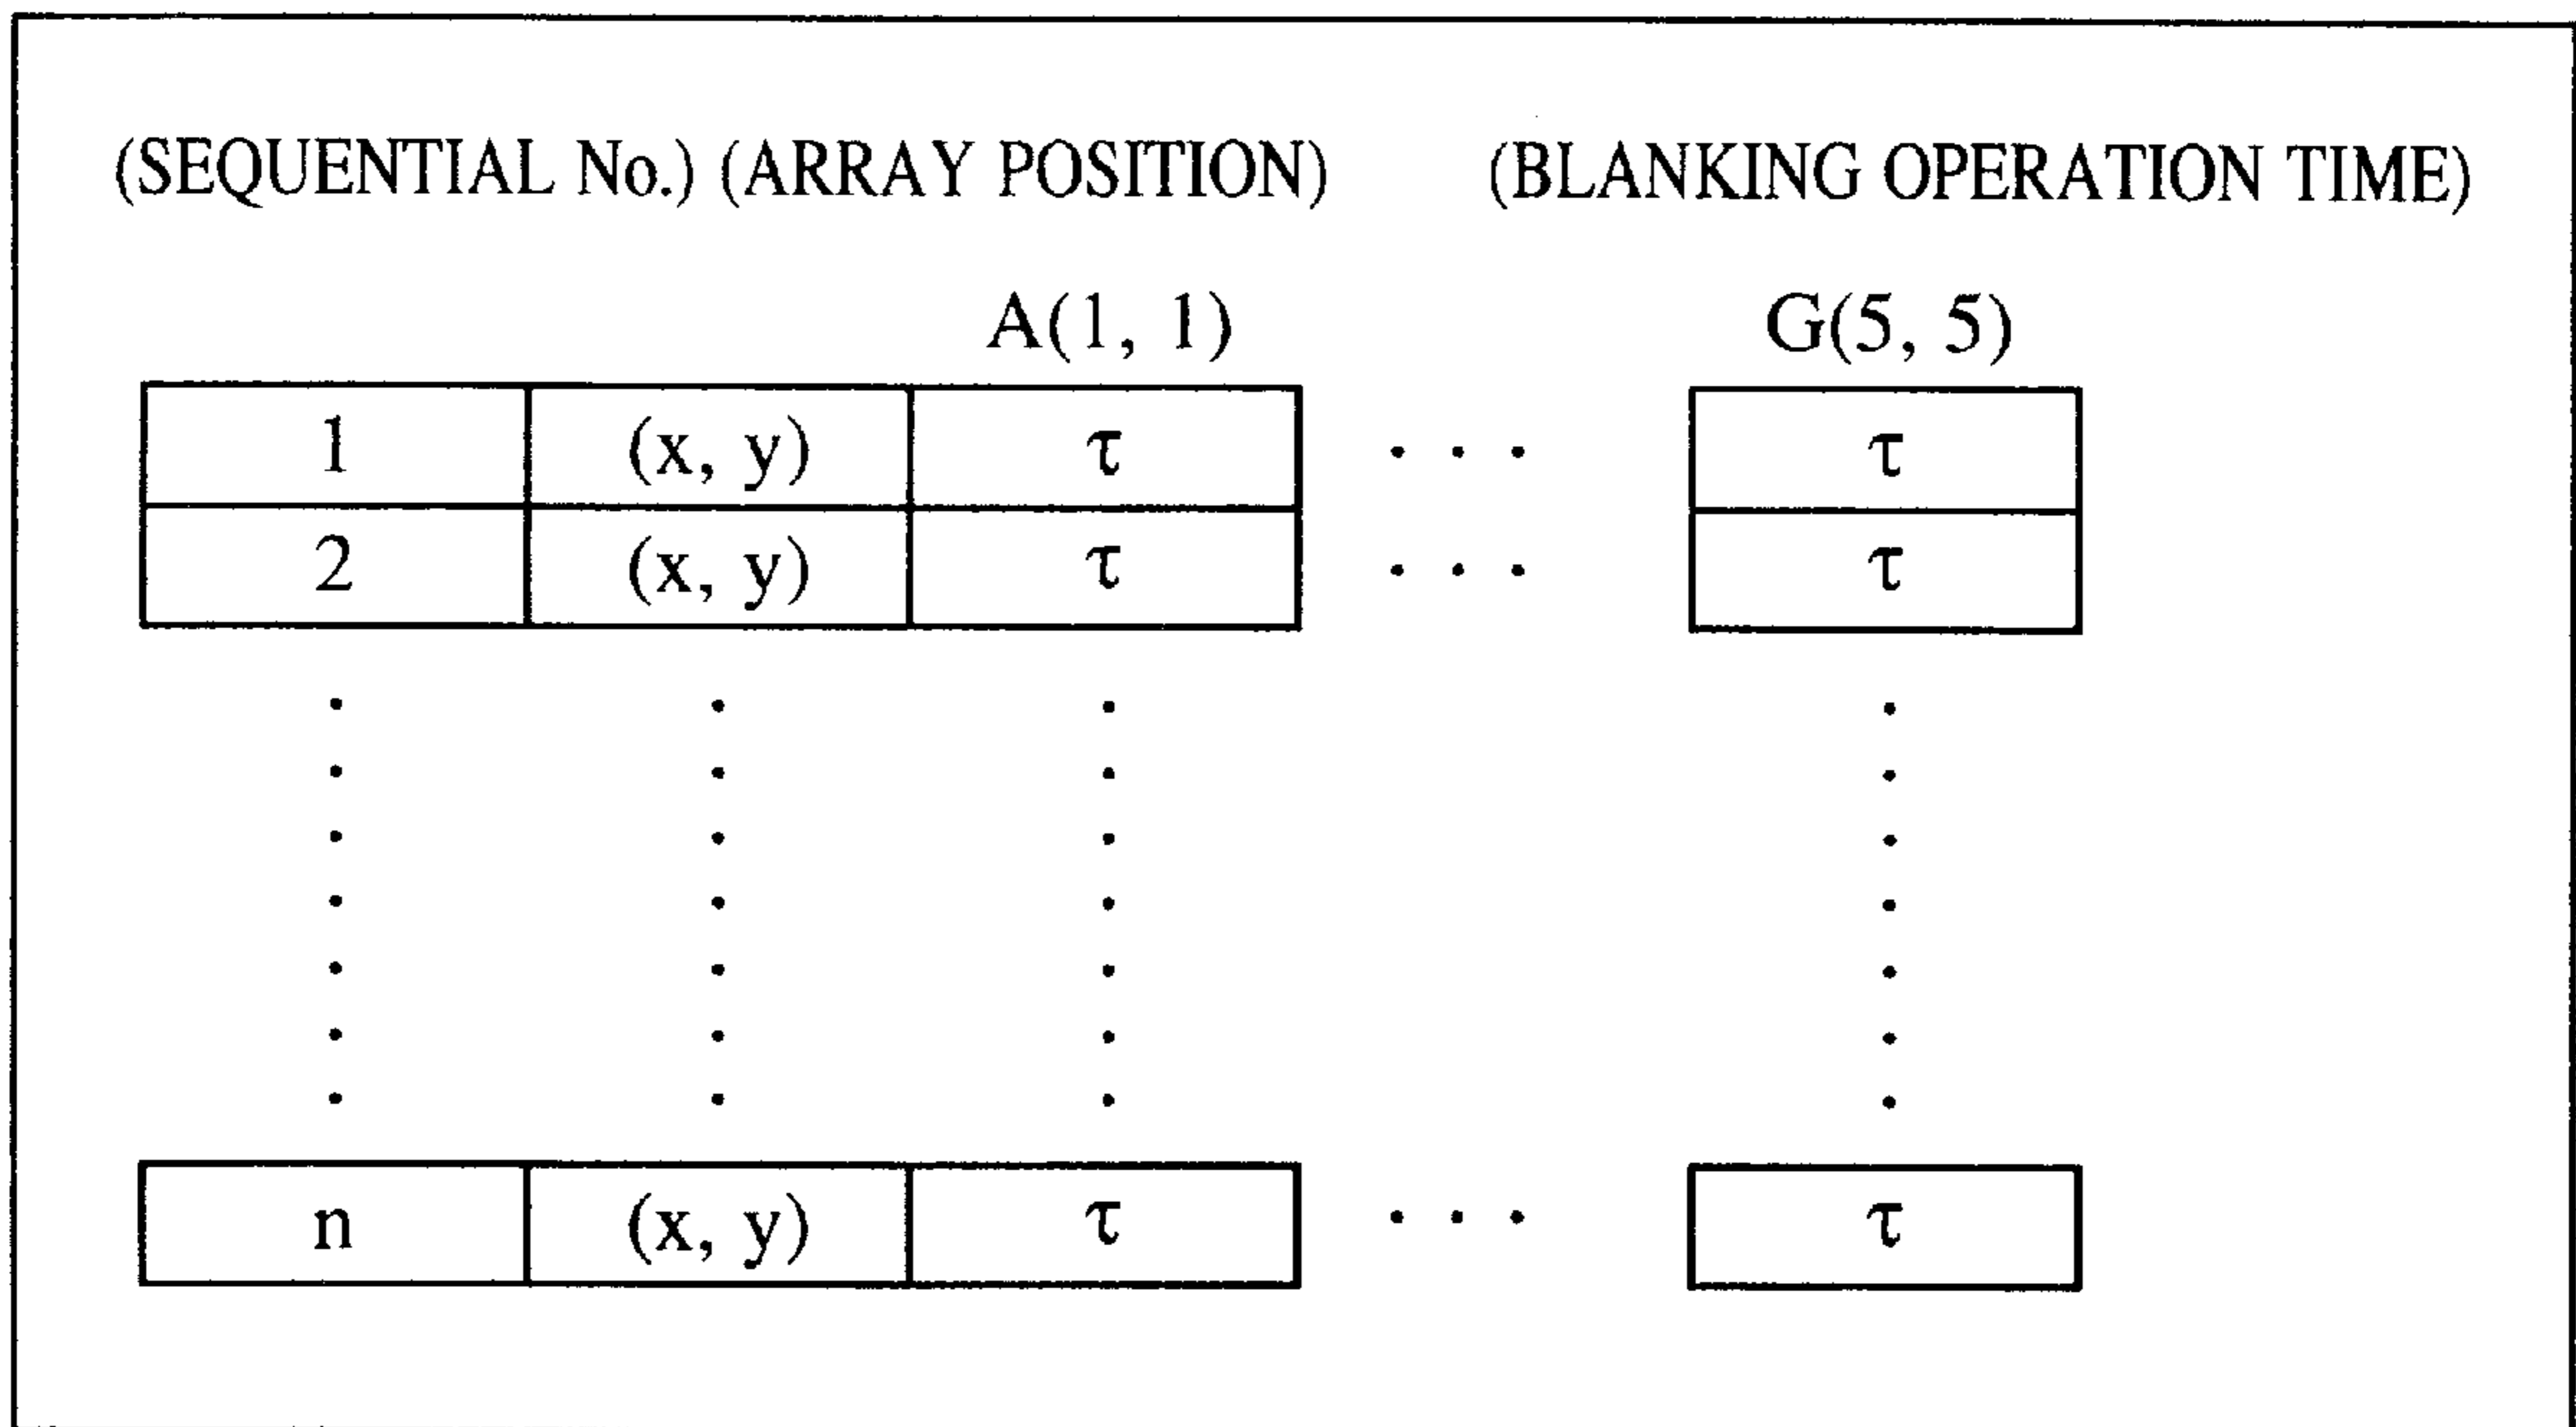 (SEQUENTIAL No.) (ARRAY POSITION) (BLANKING OPERATION TIME)
A(1, 1) G(5, 5)
1 (x, y) τ . . . τ
2 (x, y) τ . . . τ
n (x, y) τ . . . τ